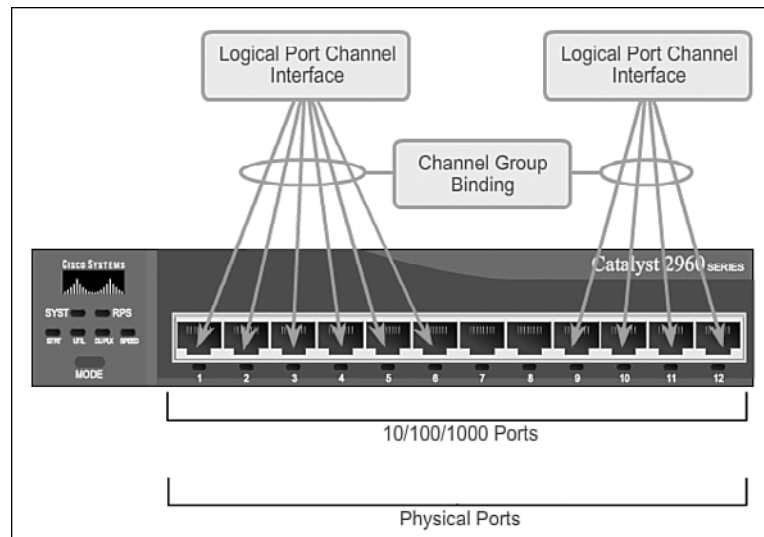 Logical Port Channel
Interface
Logical Port Channel
Interface
Channel Group
Binding
CISCO SYSTEMS
Catalyst 2960 SERIES
SYST RPS
STAT UTIL DUPLX SPEED
MODE
1 2 3 4 5 6 7 8 9 10 11 12
10/100/1000 Ports
Physical Ports